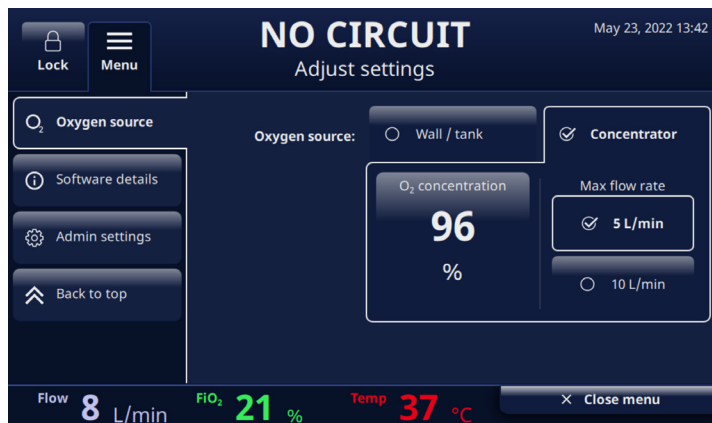 NO CIRCUIT
May 23, 2022 13:42
Lock Menu
Adjust settings
O₂ Oxygen source
Oxygen source:
Wall / tank
Concentrator
Software details
O₂ concentration
Max flow rate
96
5 L/min
Admin settings
%
10 L/min
Back to top
Flow 8 L/min
FiO₂ 21 %
Temp 37 °C
× Close menu